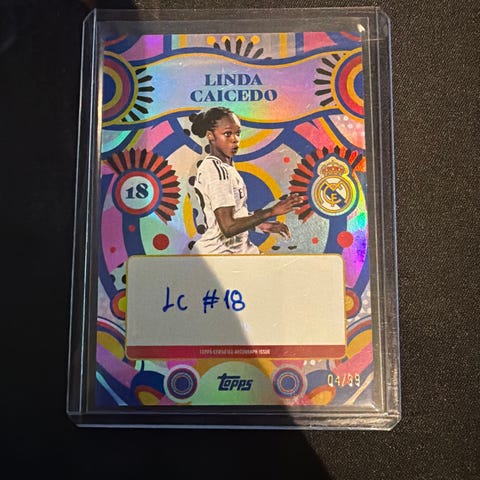 LINDA
CAICEDO
18
LC #18
TOPPS CERTIFIED AUTOGRAPH ISSUE
topps
04/99